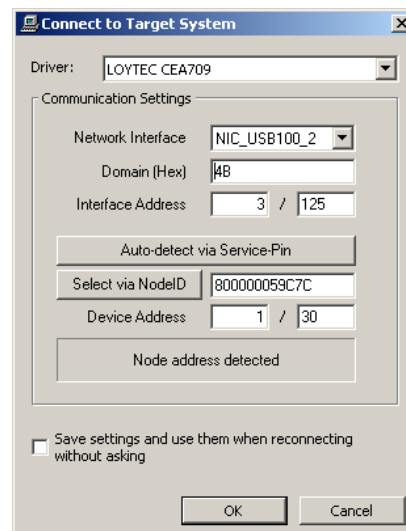 Connect to Target System
Driver: LOYTEC CEA709
Communication Settings
Network Interface NIC_USB100_2
Domain (Hex) 4B
Interface Address 3 / 125
Auto-detect via Service-Pin
Select via NodeID 800000059C7C
Device Address 1 / 30
Node address detected
Save settings and use them when reconnecting
without asking
OK Cancel